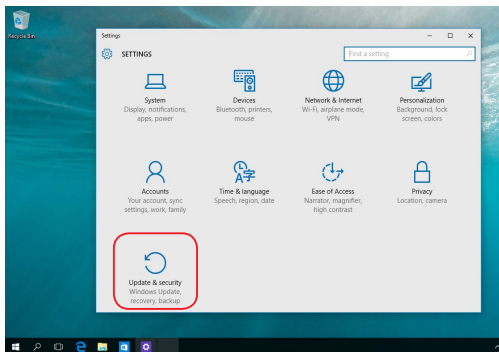 Recycle Bin
Settings
SETTINGS
Find a setting
System
Display, notifications,
apps, power
Devices
Bluetooth, printers,
mouse
Network & Internet
Wi-Fi, airplane mode,
VPN
Personalization
Background, lock
screen, colors
Accounts
Your account, sync
settings, work, family
Time & language
Speech, region, date
Ease of Access
Narrator, magnifier,
high contrast
Privacy
Location, camera
Update & security
Windows Update,
recovery, backup